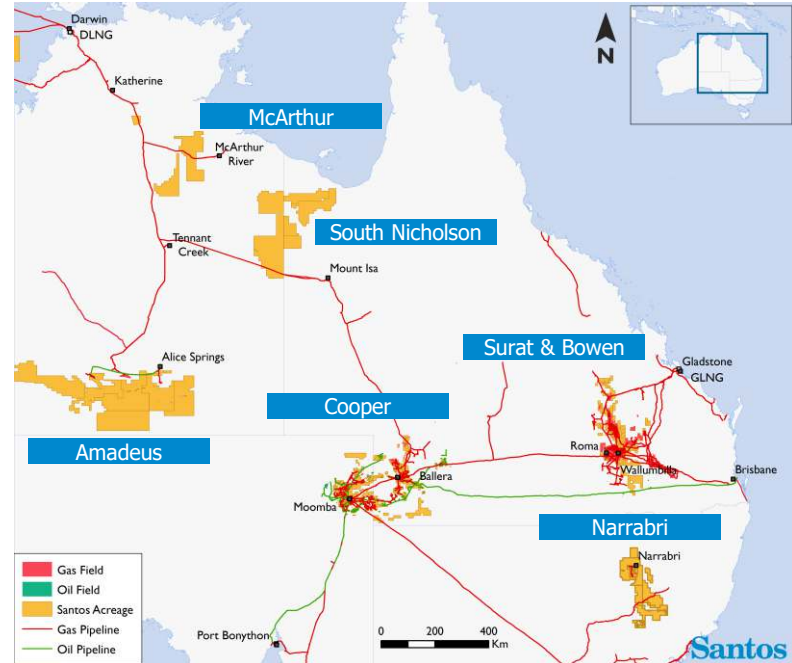 Darwin
DLNG
N
Katherine
McArthur
McArthur
River
South Nicholson
Tennant
Creek
Mount Isa
Surat & Bowen
Alice Springs
Gladstone
GLNG
Cooper
Amadeus
Roma
Wallumbilla
Ballera
Brisbane
Moomba
Narrabri
Narrabri
Gas Field
Oil Field
Santos Acreage
Gas Pipeline
Oil Pipeline
Port Bonython
0 200 400
Km
Santos